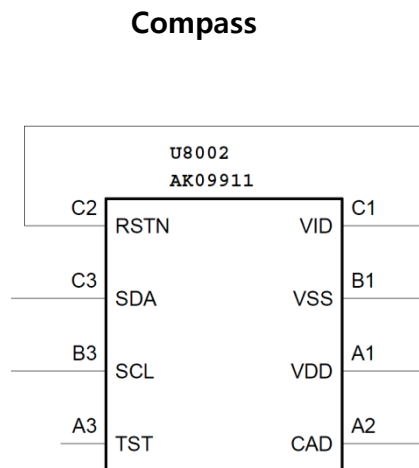 Compass
U8002
AK09911
C2 RSTN VID C1
C3 SDA VSS B1
B3 SCL VDD A1
A3 TST CAD A2